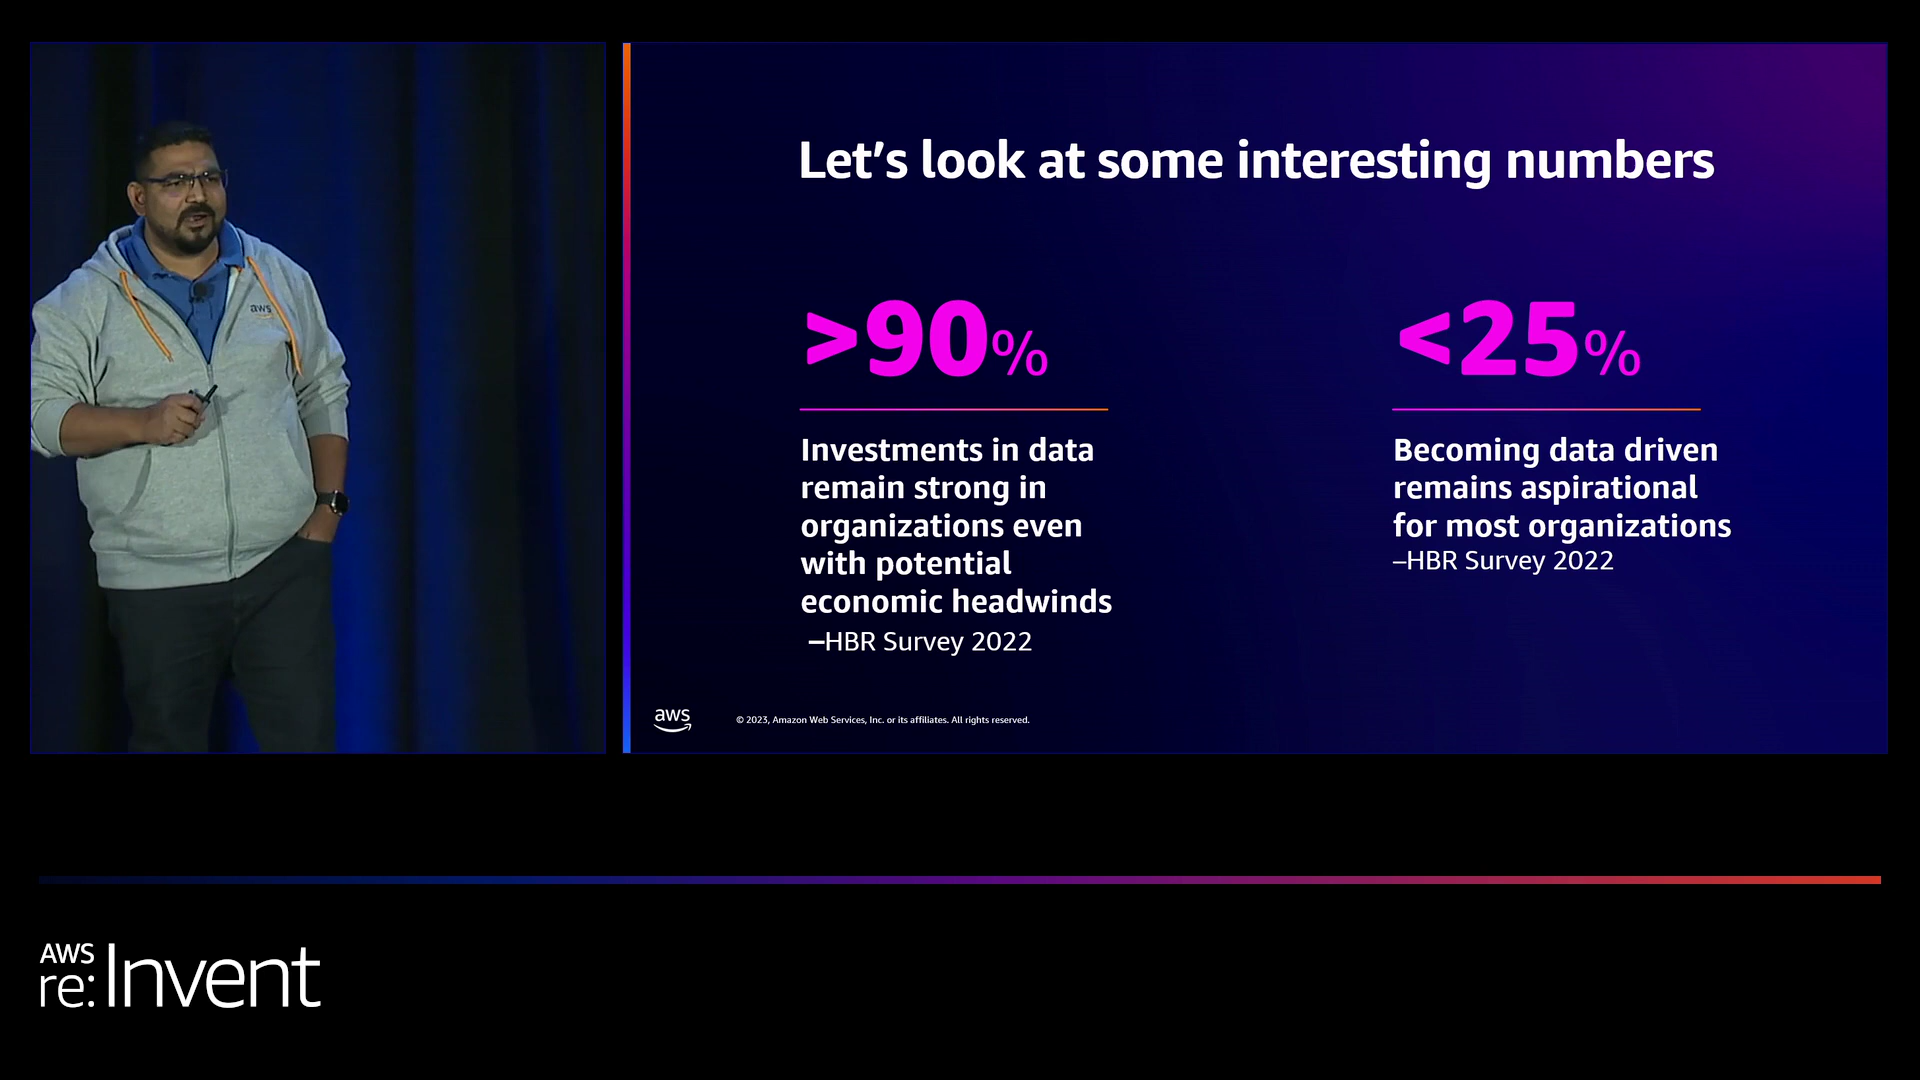 aws
Let's look at some interesting numbers
>90%
Investments in data
remain strong in
organizations even
with potential
economic headwinds
–HBR Survey 2022
<25%
Becoming data driven
remains aspirational
for most organizations
–HBR Survey 2022
aws
© 2023, Amazon Web Services, Inc. or its affiliates. All rights reserved.
AWS
re:Invent